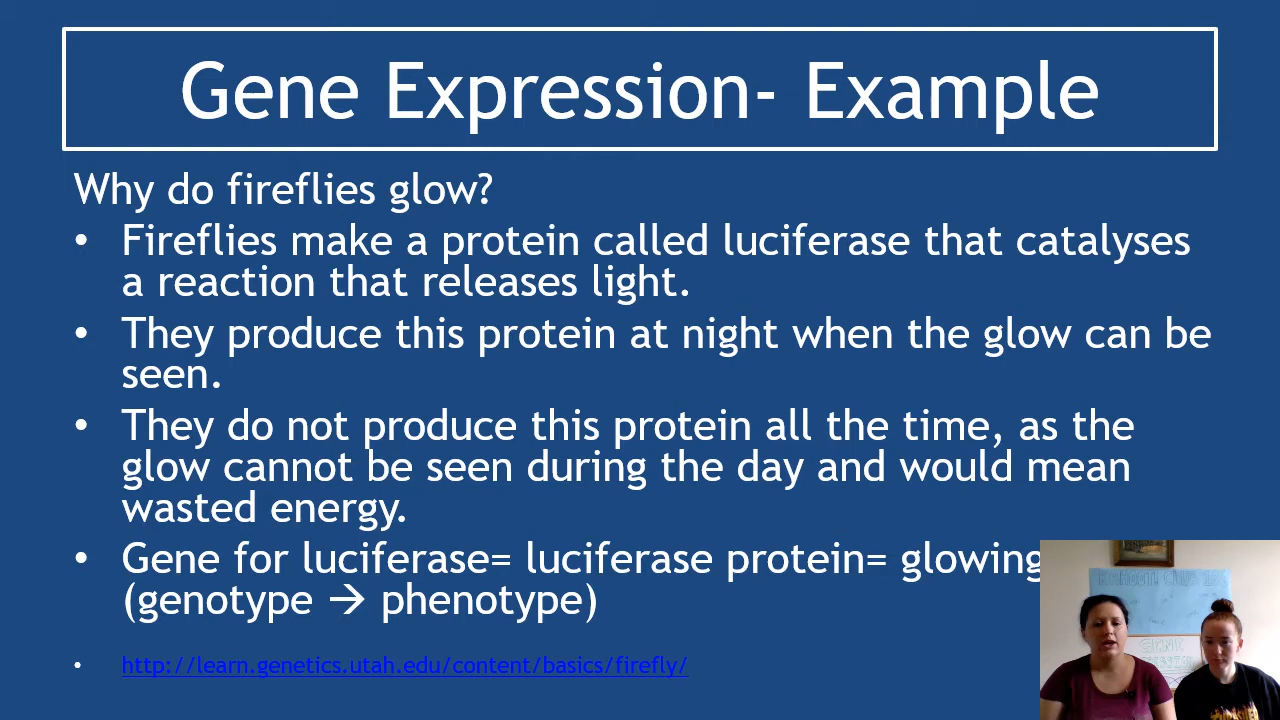 Gene Expression- Example
Why do fireflies glow?
• Fireflies make a protein called luciferase that catalyses
a reaction that releases light.
• They produce this protein at night when the glow can be
seen.
• They do not produce this protein all the time, as the
glow cannot be seen during the day and would mean
wasted energy.
• Gene for luciferase= luciferase protein= glowing
(genotype → phenotype)
• http://learn.genetics.utah.edu/content/basics/firefly/